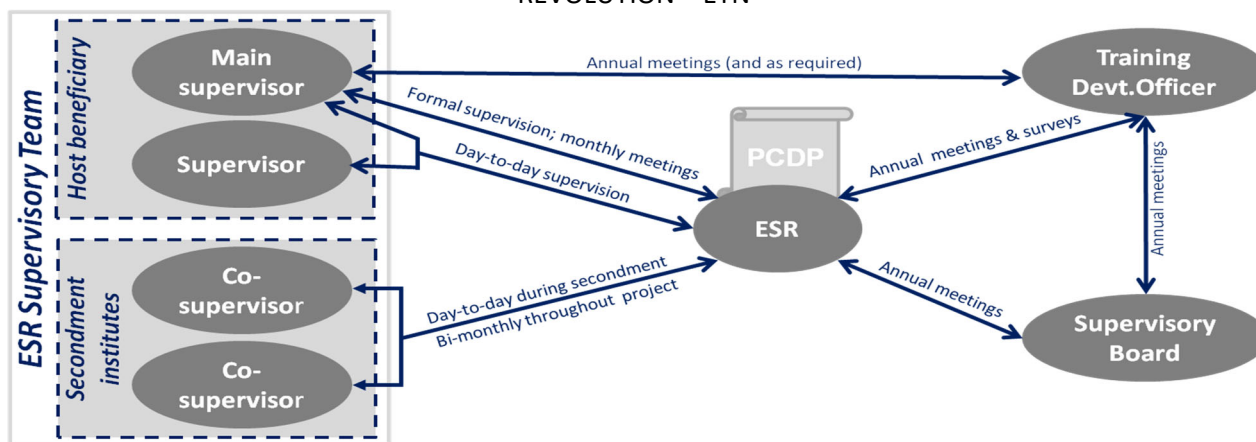 ESR Supervisory Team
Host beneficiary
Main
supervisor
Supervisor
Secondment
institutes
Co-
supervisor
Co-
supervisor
Annual meetings (and as required)
Formal supervision; monthly meetings
Day-to-day supervision
Day-to-day during secondment
Bi-monthly throughout project
PCDP
ESR
Annual meetings & surveys
Annual meetings
Training
Devt.Officer
Annual meetings
Supervisory
Board